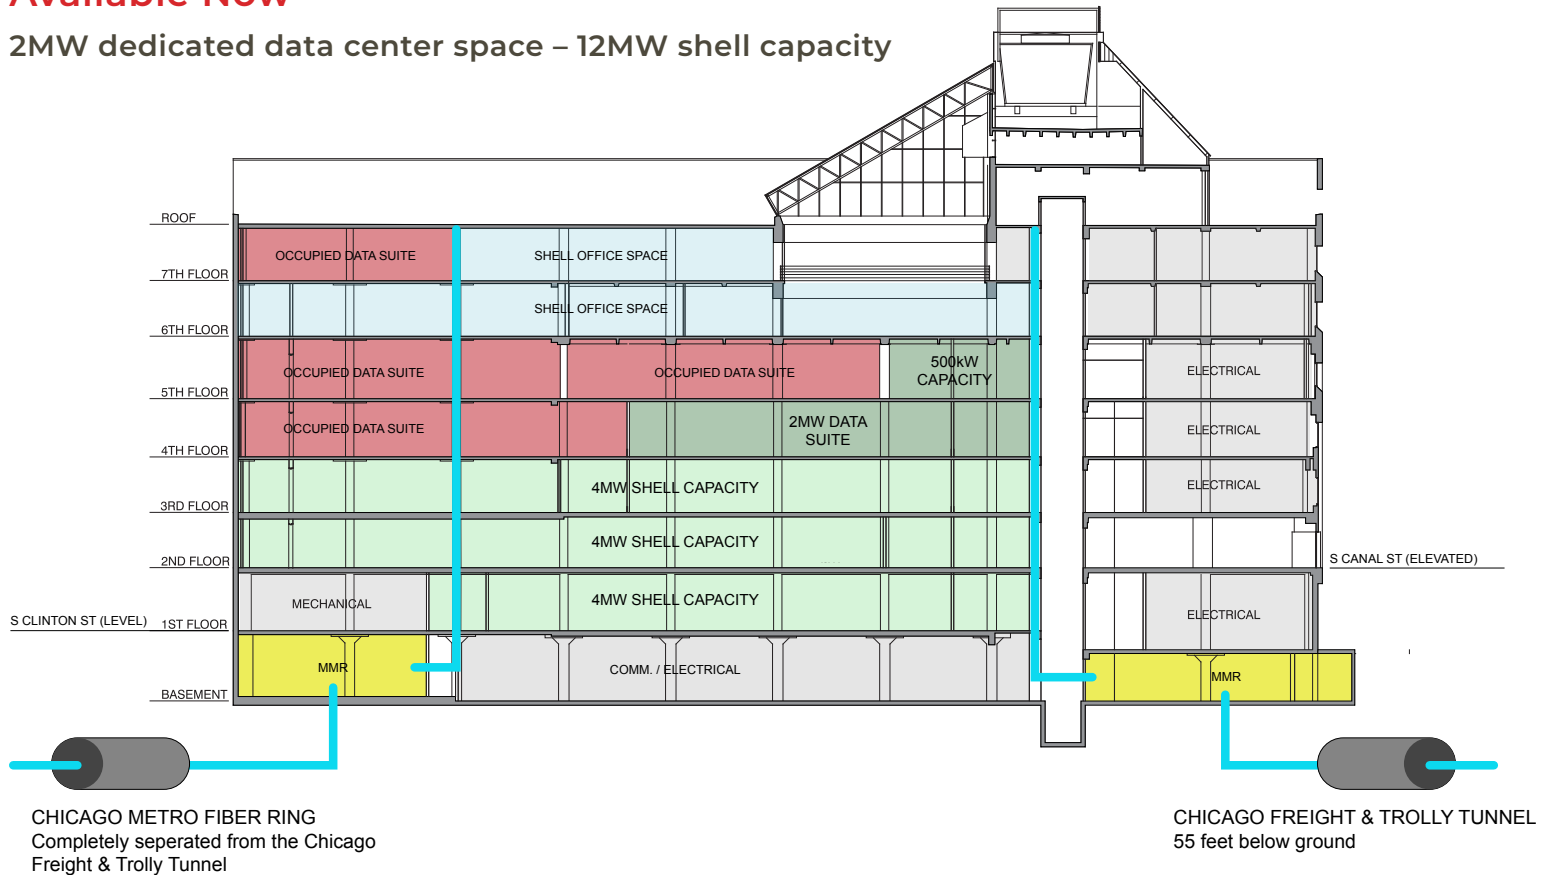 Available Now
2MW dedicated data center space – 12MW shell capacity
ROOF
OCCUPIED DATA SUITE
SHELL OFFICE SPACE
7TH FLOOR
SHELL OFFICE SPACE
6TH FLOOR
OCCUPIED DATA SUITE
OCCUPIED DATA SUITE
500kW
CAPACITY
ELECTRICAL
5TH FLOOR
OCCUPIED DATA SUITE
2MW DATA
SUITE
ELECTRICAL
4TH FLOOR
4MW SHELL CAPACITY
ELECTRICAL
3RD FLOOR
4MW SHELL CAPACITY
2ND FLOOR
S CANAL ST (ELEVATED)
MECHANICAL
4MW SHELL CAPACITY
ELECTRICAL
S CLINTON ST (LEVEL)
1ST FLOOR
MMR
COMM. / ELECTRICAL
MMR
BASEMENT
CHICAGO METRO FIBER RING
Completely seperated from the Chicago
Freight & Trolly Tunnel
CHICAGO FREIGHT & TROLLY TUNNEL
55 feet below ground